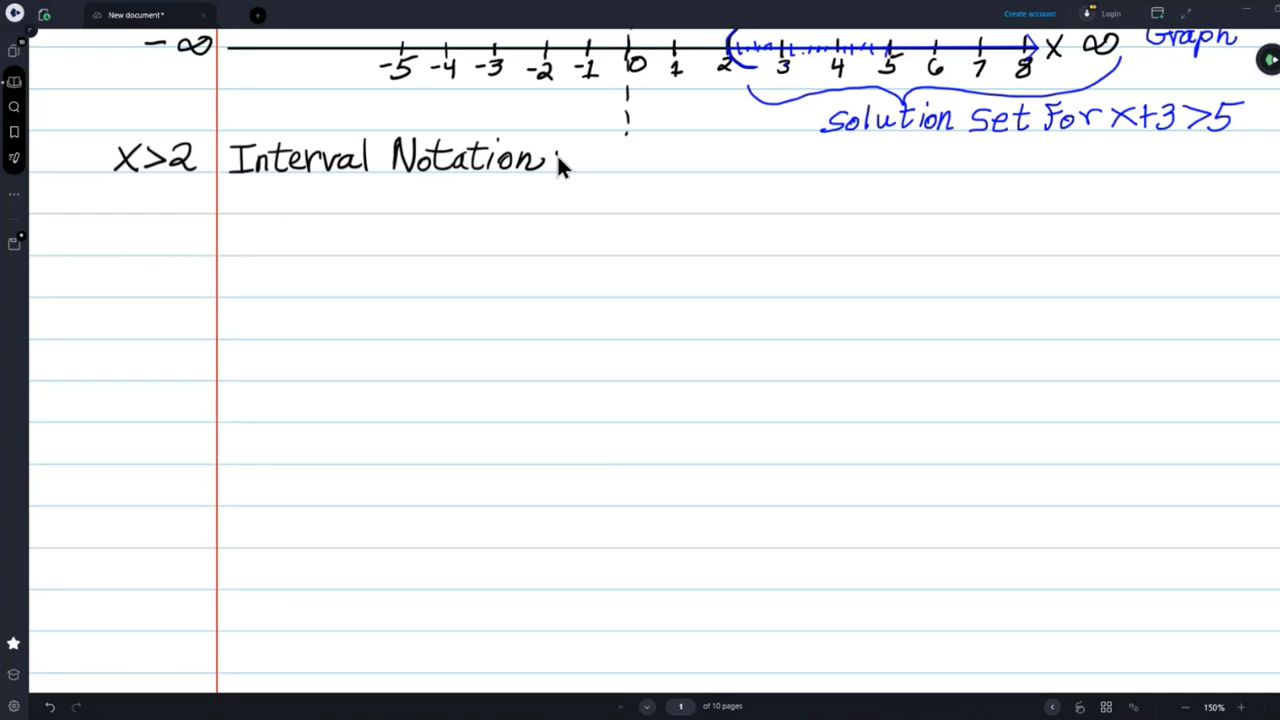 New document *
Create account
Login
- ∞ -5 -4 -3 -2 -1 0 1 2 3 4 5 6 7 8 X ∞ Graph
solution set For x+3>5
X>2 Interval Notation:
1 of 10 pages
150%